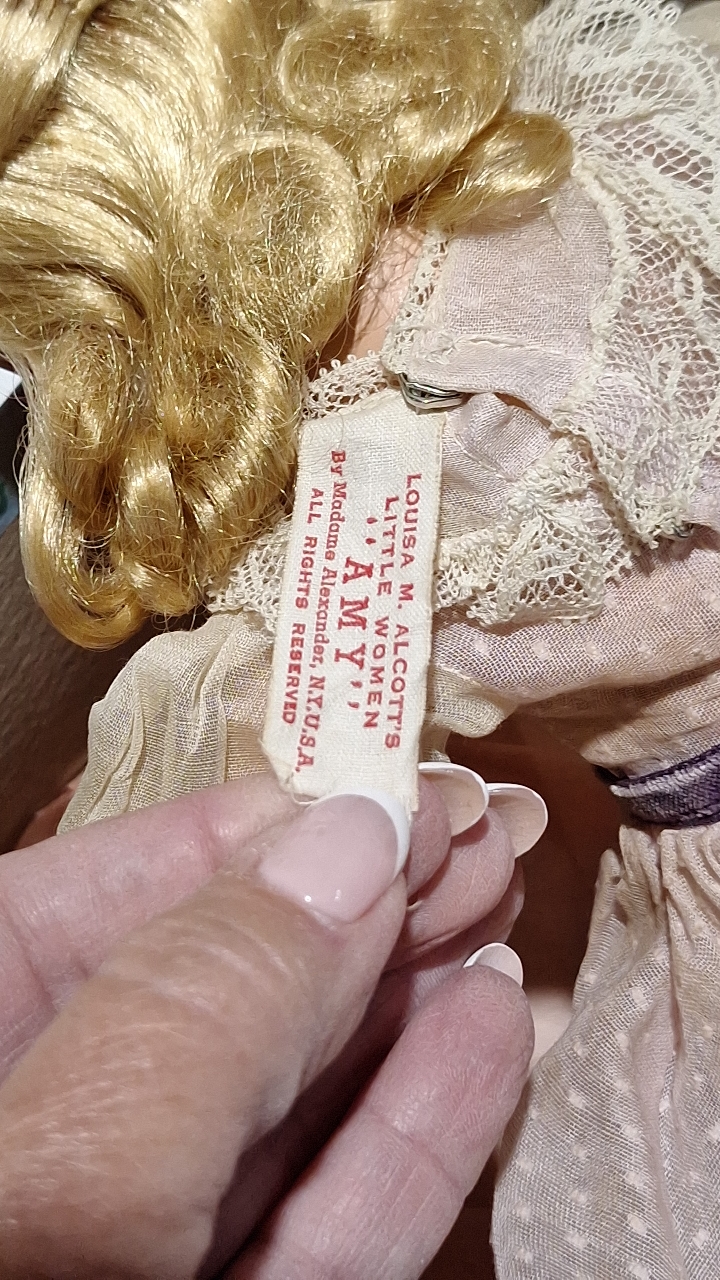 LOUISA M. ALCOTT'S
LITTLE WOMEN
,,AMY,,
By Madame Alexander, N.Y.U.S.A.
ALL RIGHTS RESERVED